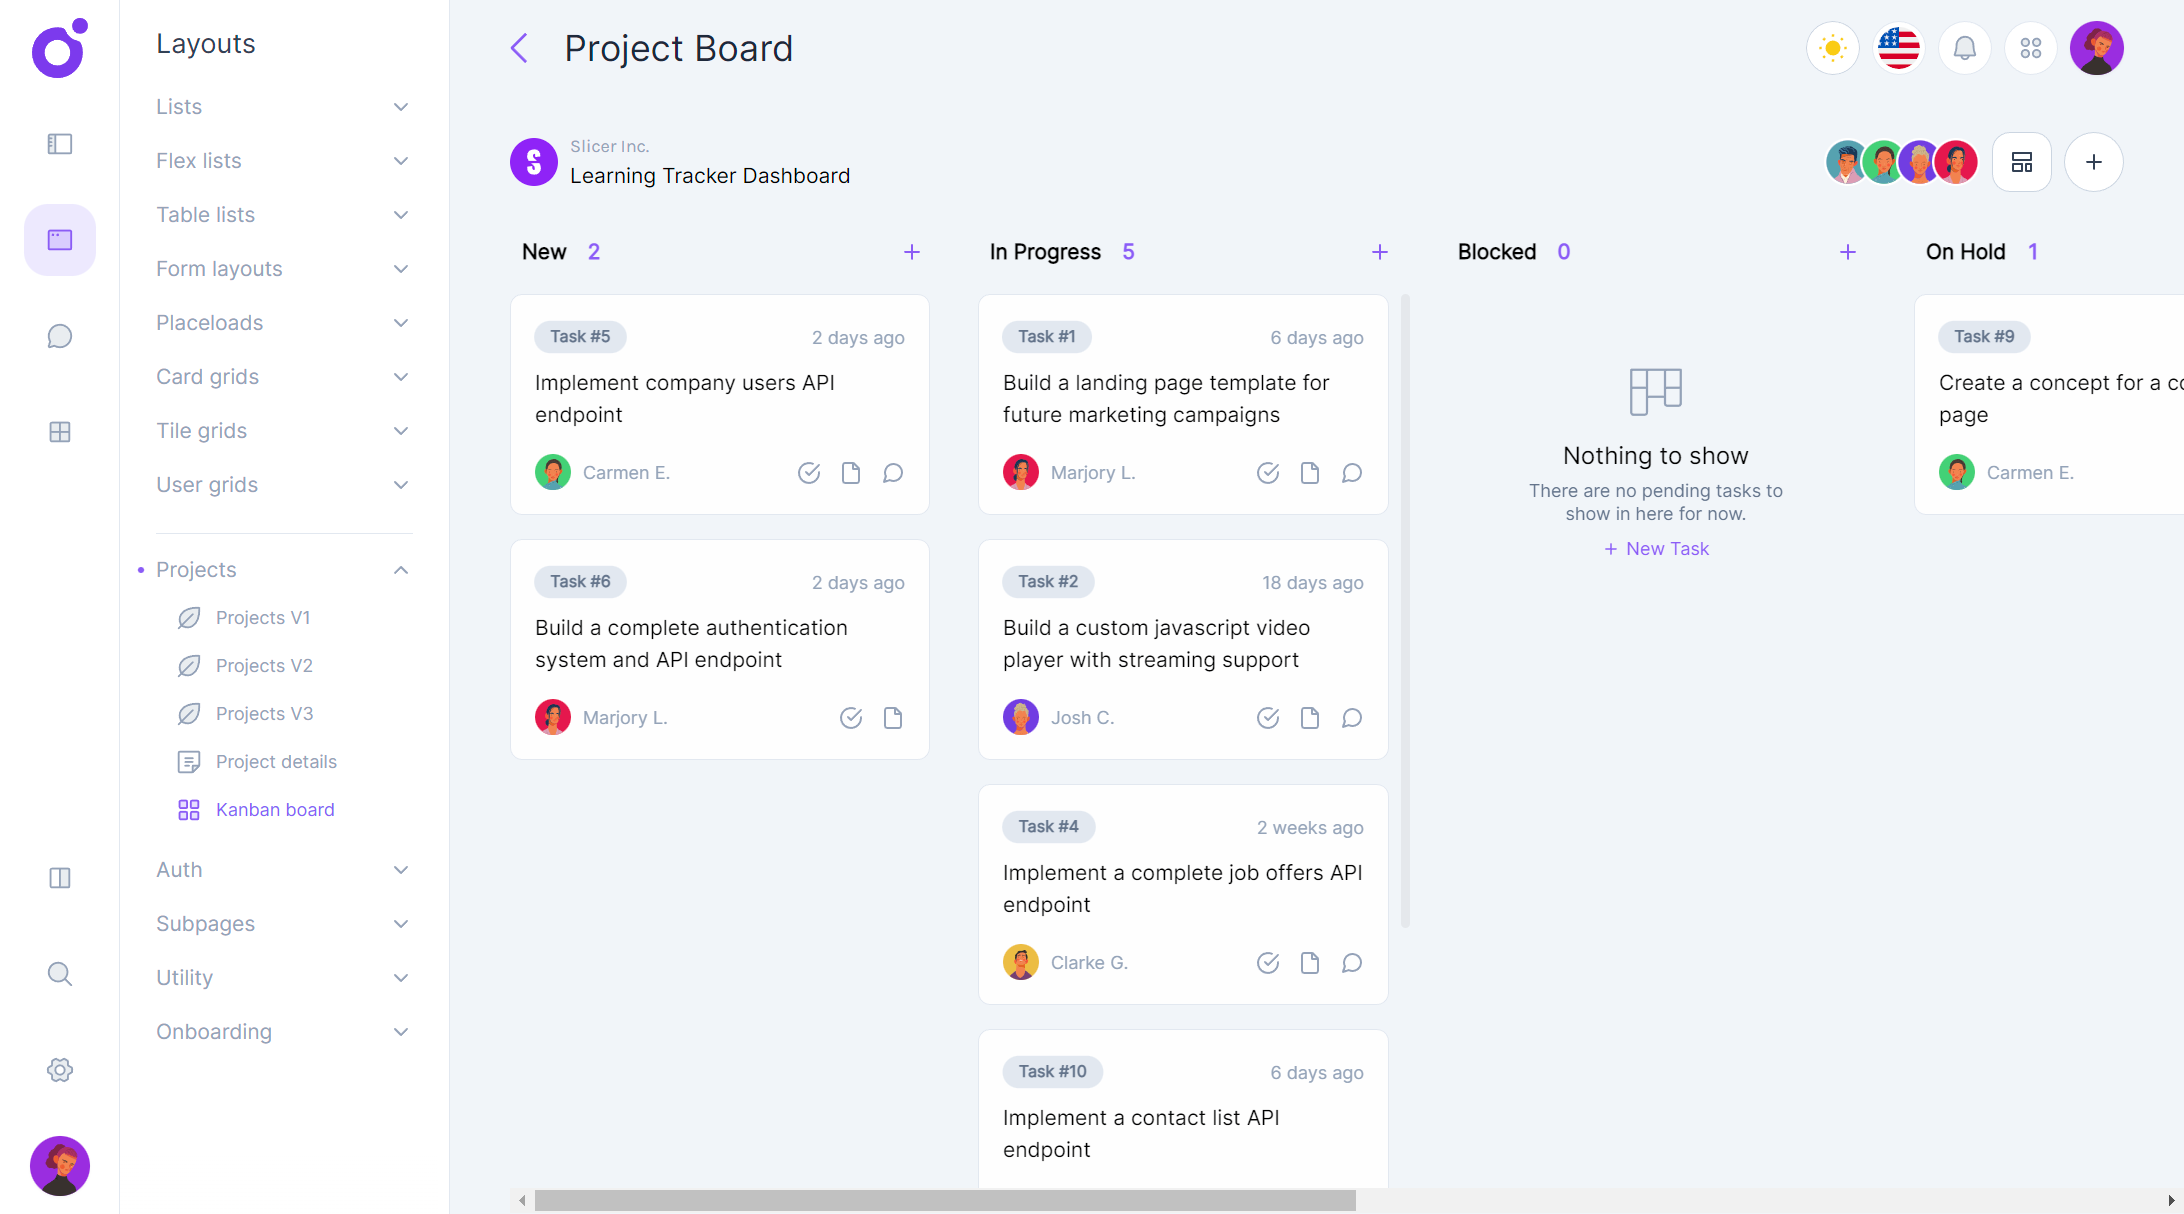 Layouts
Lists
Flex lists
Table lists
Form layouts
Placeloads
Card grids
Tile grids
User grids
Projects
Projects V1
Projects V2
Projects V3
Project details
Kanban board
Auth
Subpages
Utility
Onboarding
Project Board
Slicer Inc.
Learning Tracker Dashboard
New 2
Task #5 2 days ago
Implement company users API
endpoint
Carmen E.
Task #6 2 days ago
Build a complete authentication
system and API endpoint
Marjory L.
In Progress 5
Task #1 6 days ago
Build a landing page template for
future marketing campaigns
Marjory L.
Task #2 18 days ago
Build a custom javascript video
player with streaming support
Josh C.
Task #4 2 weeks ago
Implement a complete job offers API
endpoint
Clarke G.
Task #10 6 days ago
Implement a contact list API
endpoint
Blocked 0
Nothing to show
There are no pending tasks to
show in here for now.
+ New Task
On Hold 1
Task #9
Create a concept for a
page
Carmen E.